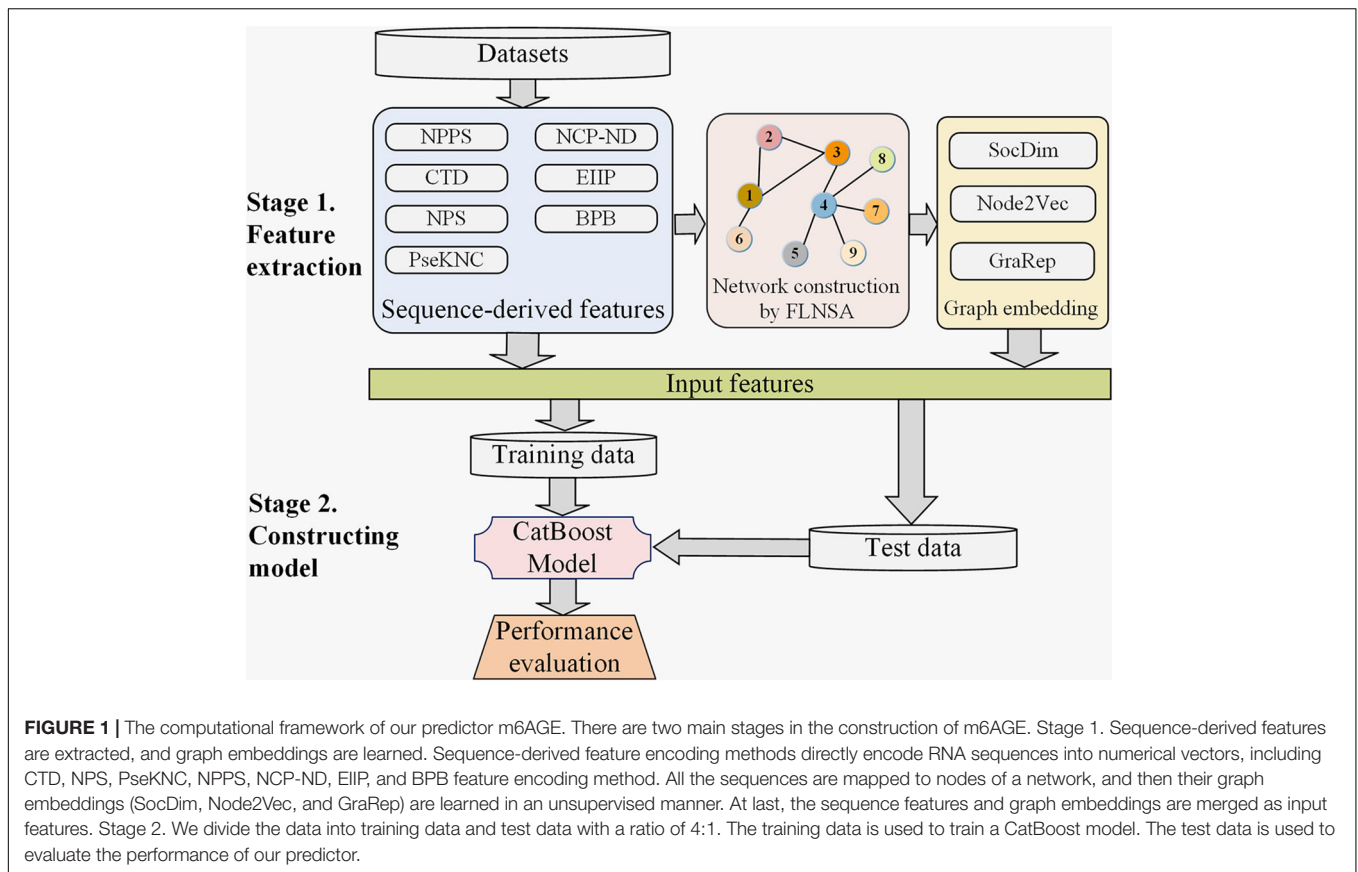 Datasets
NPPS
NCP-ND
CTD
EIIP
NPS
BPB
PseKNC
Sequence-derived features
Stage 1.
Feature
extraction
2
3
8
1
4
7
6
5
9
Network construction
by FLNSA
SocDim
Node2Vec
GraRep
Graph embedding
Input features
Training data
Stage 2.
Constructing
model
CatBoost
Model
Test data
Performance
evaluation
FIGURE 1 | The computational framework of our predictor m6AGE. There are two main stages in the construction of m6AGE. Stage 1. Sequence-derived features
are extracted, and graph embeddings are learned. Sequence-derived feature encoding methods directly encode RNA sequences into numerical vectors, including
CTD, NPS, PseKNC, NPPS, NCP-ND, EIIP, and BPB feature encoding method. All the sequences are mapped to nodes of a network, and then their graph
embeddings (SocDim, Node2Vec, and GraRep) are learned in an unsupervised manner. At last, the sequence features and graph embeddings are merged as input
features. Stage 2. We divide the data into training data and test data with a ratio of 4:1. The training data is used to train a CatBoost model. The test data is used to
evaluate the performance of our predictor.